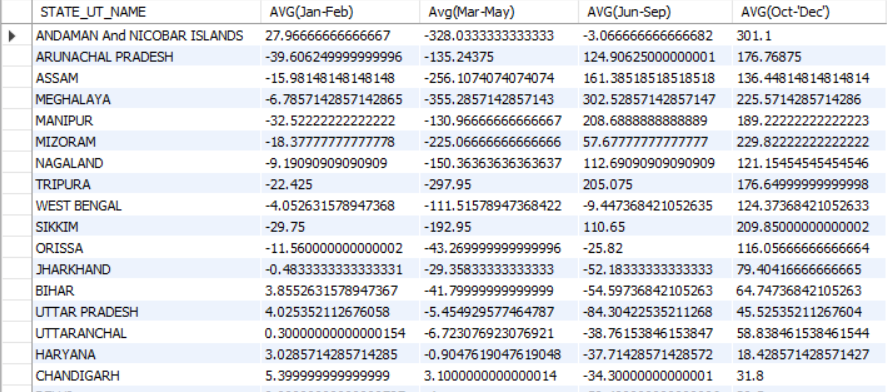 STATE_UT_NAME AVG(Jan-Feb) Avg(Mar-May) AVG(Jun-Sep) AVG(Oct-'Dec')
ANDAMAN And NICOBAR ISLANDS 27.96666666666667 -328.0333333333333 -3.066666666666682 301.1
ARUNACHAL PRADESH -39.606249999999996 -135.24375 124.90625000000001 176.76875
ASSAM -15.98148148148148 -256.1074074074074 161.38518518518518 136.44814814814814
MEGHALAYA -6.7857142857142865 -355.2857142857143 302.52857142857147 225.5714285714286
MANIPUR -32.52222222222222 -130.96666666666667 208.6888888888889 189.22222222222223
MIZORAM -18.37777777777778 -225.06666666666666 57.67777777777777 229.82222222222222
NAGALAND -9.19090909090909 -150.36363636363637 112.69090909090909 121.15454545454546
TRIPURA -22.425 -297.95 205.075 176.64999999999998
WEST BENGAL -4.052631578947368 -111.51578947368422 -9.447368421052635 124.37368421052633
SIKKIM -29.75 -192.95 110.65 209.85000000000002
ORISSA -11.560000000000002 -43.269999999999996 -25.82 116.05666666666664
JHARKHAND -0.4833333333333331 -29.35833333333333 -52.18333333333333 79.40416666666665
BIHAR 3.8552631578947367 -41.79999999999999 -54.59736842105263 64.74736842105263
UTTAR PRADESH 4.025352112676058 -5.454929577464787 -84.30422535211268 45.52535211267604
UTTARANCHAL 0.30000000000000154 -6.723076923076921 -38.76153846153847 58.838461538461544
HARYANA 3.0285714285714285 -0.9047619047619048 -37.71428571428572 18.428571428571427
CHANDIGARH 5.399999999999999 3.1000000000000014 -34.30000000000001 31.8